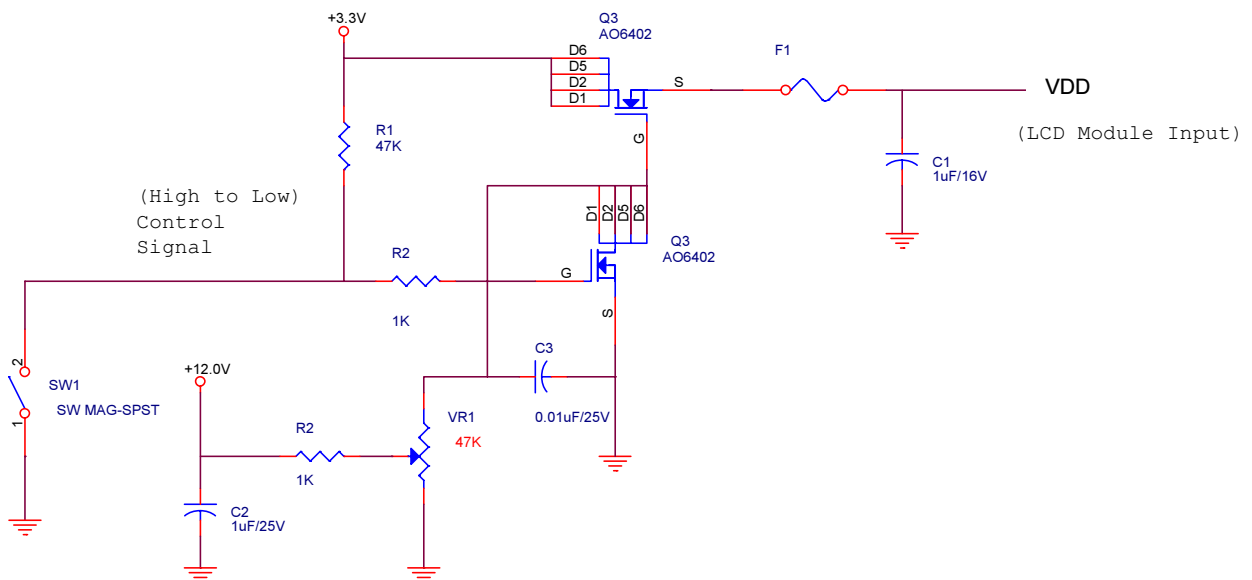 +3.3V
Q3
AO6402
D6
D5
D2
D1
S
G
F1
VDD
(LCD Module Input)
C1
1uF/16V
R1
47K
(High to Low)
Control
Signal
R2
1K
G
D1
D2
D5
D6
Q3
AO6402
S
C3
0.01uF/25V
2
SW1
SW MAG-SPST
1
+12.0V
R2
1K
VR1
47K
C2
1uF/25V